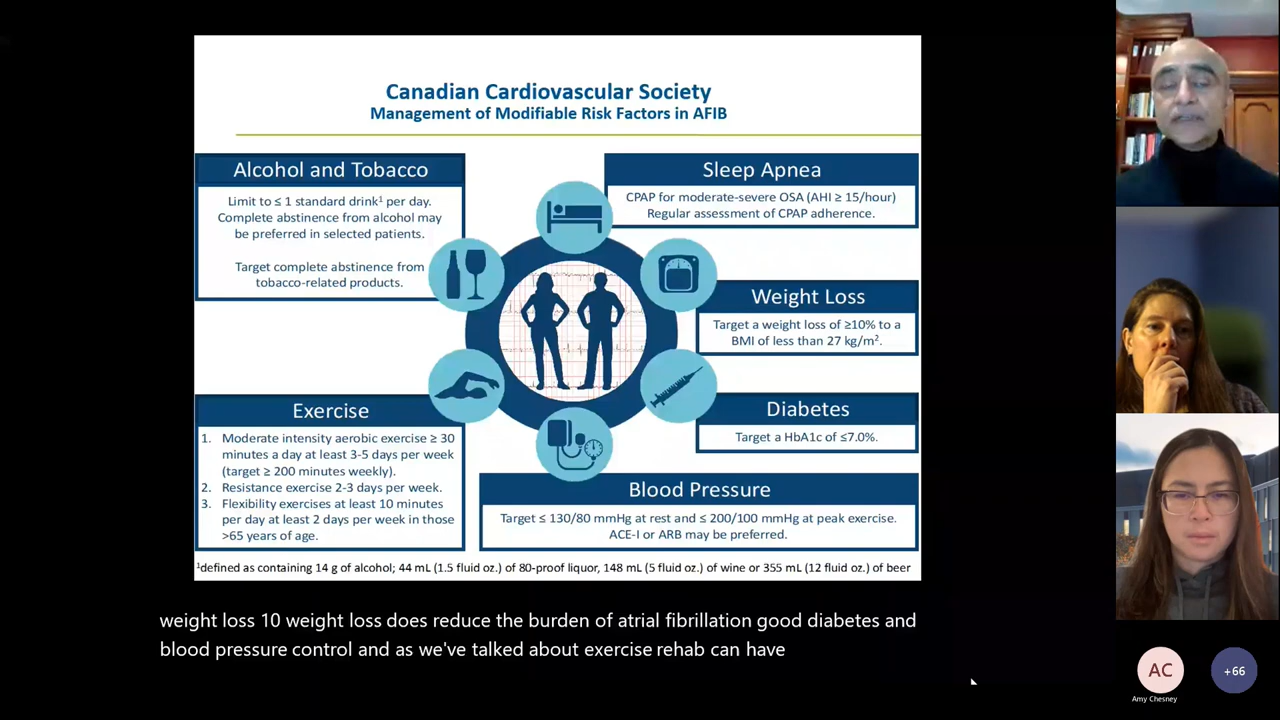 Canadian Cardiovascular Society
Management of Modifiable Risk Factors in AFIB
Alcohol and Tobacco
Limit to ≤ 1 standard drink¹ per day.
Complete abstinence from alcohol may
be preferred in selected patients.
Target complete abstinence from
tobacco-related products.
Sleep Apnea
CPAP for moderate-severe OSA (AHI ≥ 15/hour)
Regular assessment of CPAP adherence.
Weight Loss
Target a weight loss of ≥10% to a
BMI of less than 27 kg/m².
Exercise
1. Moderate intensity aerobic exercise ≥ 30
minutes a day at least 3-5 days per week
(target ≥ 200 minutes weekly).
2. Resistance exercise 2-3 days per week.
3. Flexibility exercises at least 10 minutes
per day at least 2 days per week in those
>65 years of age.
Diabetes
Target a HbA1c of ≤7.0%.
Blood Pressure
Target ≤ 130/80 mmHg at rest and ≤ 200/100 mmHg at peak exercise.
ACE-I or ARB may be preferred.
¹defined as containing 14 g of alcohol; 44 mL (1.5 fluid oz.) of 80-proof liquor, 148 mL (5 fluid oz.) of wine or 355 mL (12 fluid oz.) of beer
weight loss 10 weight loss does reduce the burden of atrial fibrillation good diabetes and
blood pressure control and as we've talked about exercise rehab can have
AC
Amy Chesney
+66